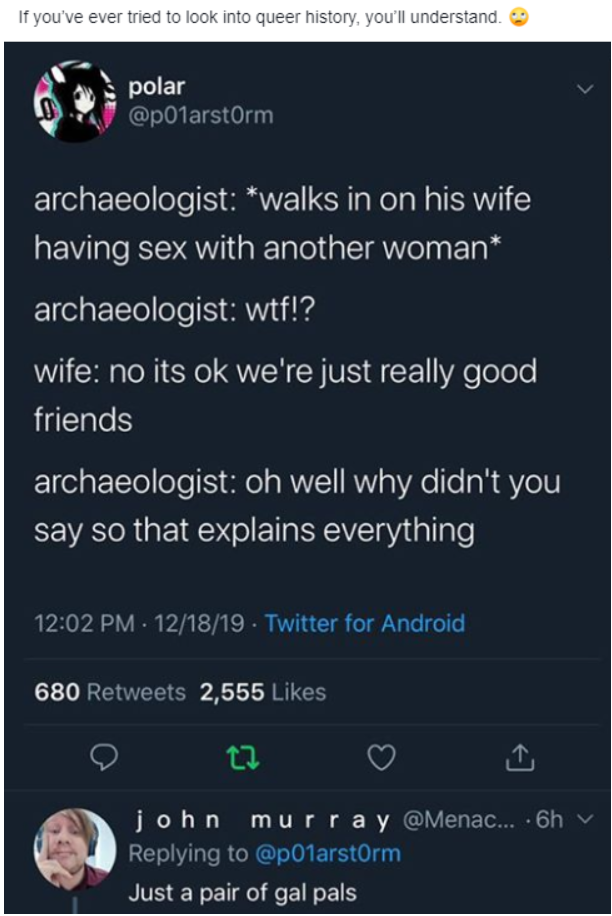 If you've ever tried to look into queer history, you'll understand. 🙄
polar
@p01arst0rm
archaeologist: *walks in on his wife
having sex with another woman*
archaeologist: wtf!?
wife: no its ok we're just really good
friends
archaeologist: oh well why didn't you
say so that explains everything
12:02 PM · 12/18/19 · Twitter for Android
680 Retweets 2,555 Likes
john murray @Menac... · 6h
Replying to @p01arst0rm
Just a pair of gal pals